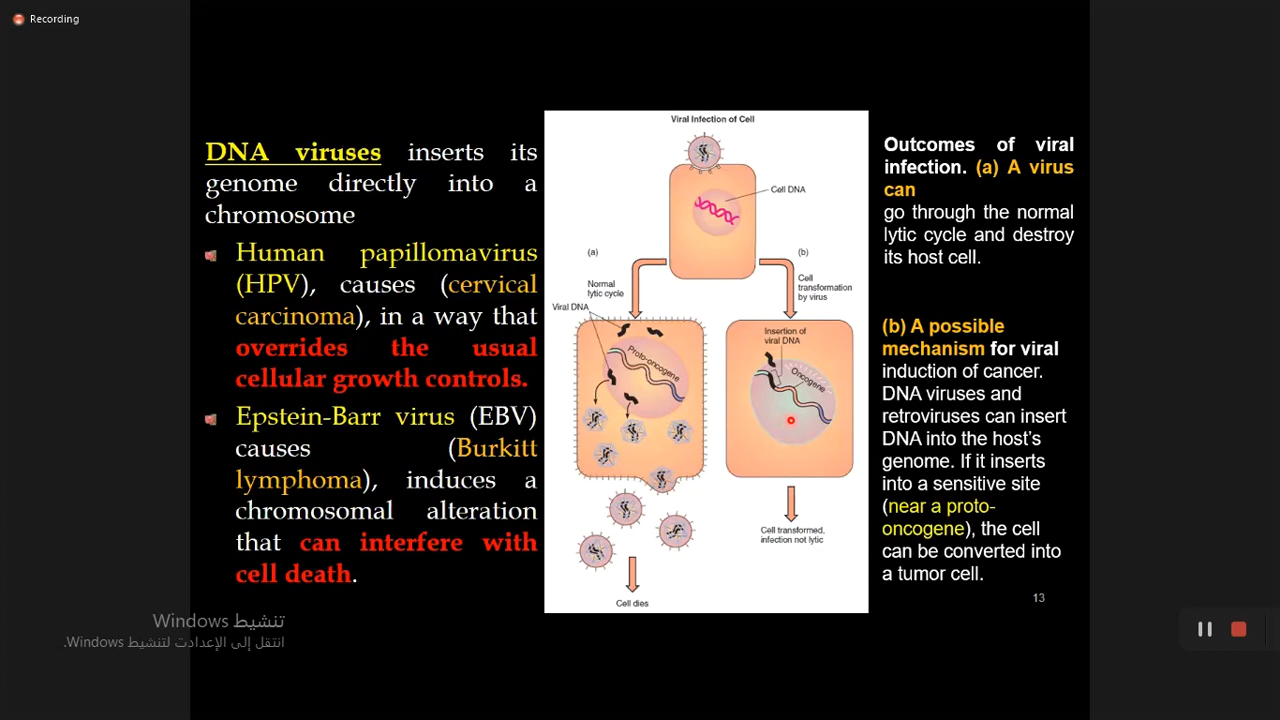 Recording
DNA viruses inserts its
genome directly into a
chromosome
Human papillomavirus
(HPV), causes (cervical
carcinoma), in a way that
overrides the usual
cellular growth controls.
Epstein-Barr virus (EBV)
causes (Burkitt
lymphoma), induces a
chromosomal alteration
that can interfere with
cell death.
Viral Infection of Cell
Cell DNA
(a)
(b)
Normal
lytic cycle
Cell
transformation
by virus
Viral DNA
Proto-oncogene
Insertion of
viral DNA
Oncogene
Cell transformed,
infection not lytic
Cell dies
Outcomes of viral
infection. (a) A virus
can
go through the normal
lytic cycle and destroy
its host cell.
(b) A possible
mechanism for viral
induction of cancer.
DNA viruses and
retroviruses can insert
DNA into the host's
genome. If it inserts
into a sensitive site
(near a proto-
oncogene), the cell
can be converted into
a tumor cell.
13
تنشيط Windows
انتقل إلى الإعدادت لتنشيط Windows.